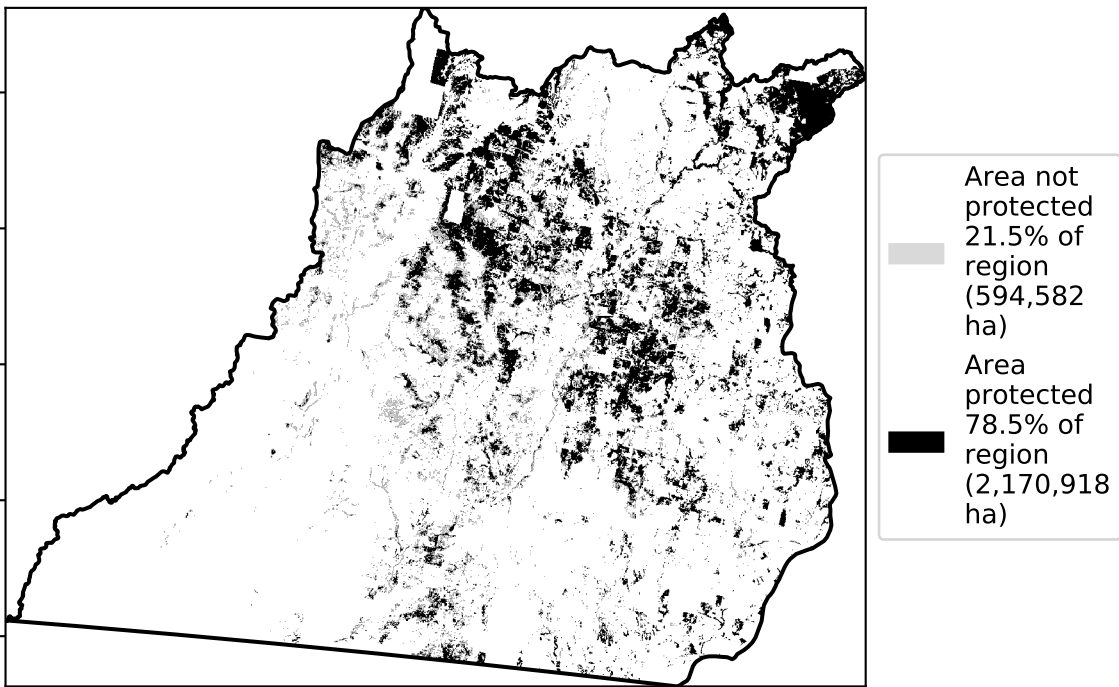 Area not
protected
21.5% of
region
(594,582
ha)
Area
protected
78.5% of
region
(2,170,918
ha)